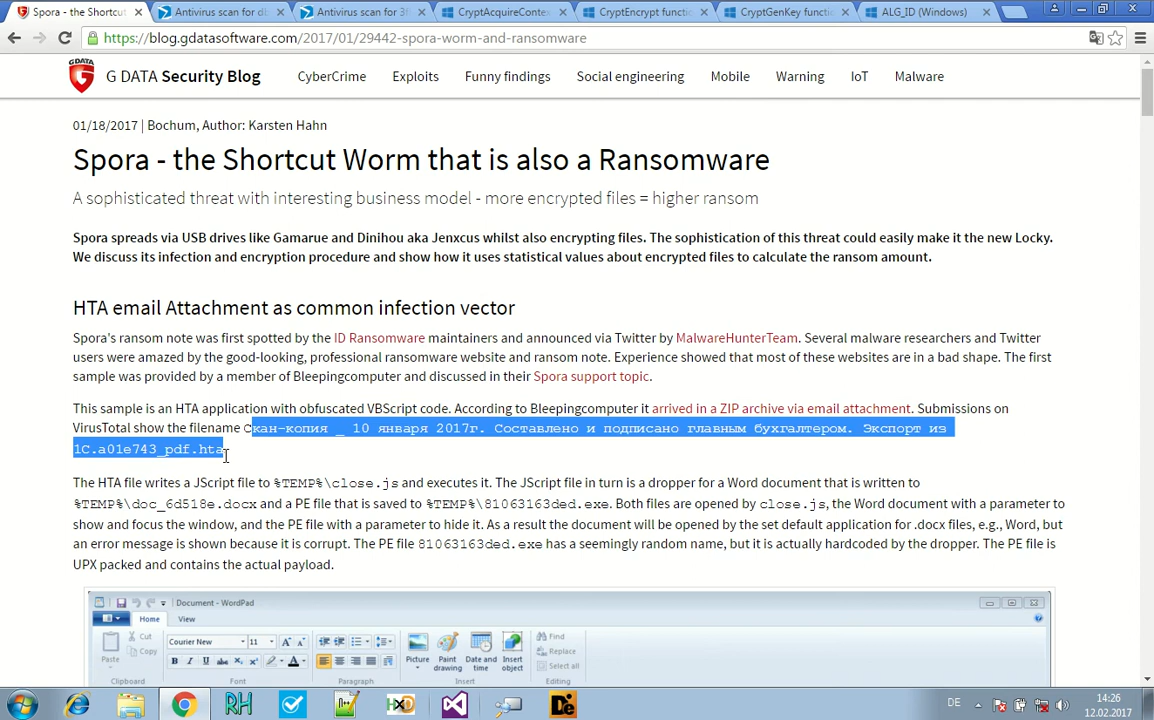 Spora - the Shortcut
Antivirus scan for db
Antivirus scan for 3f
CryptAcquireContex
CryptEncrypt functio
CryptGenKey functio
ALG_ID (Windows)
https://blog.gdatasoftware.com/2017/01/29442-spora-worm-and-ransomware
G DATA Security Blog
CyberCrime
Exploits
Funny findings
Social engineering
Mobile
Warning
IoT
Malware
01/18/2017 | Bochum, Author: Karsten Hahn
Spora - the Shortcut Worm that is also a Ransomware
A sophisticated threat with interesting business model - more encrypted files = higher ransom
Spora spreads via USB drives like Gamarue and Dinihou aka Jenxcus whilst also encrypting files. The sophistication of this threat could easily make it the new Locky.
We discuss its infection and encryption procedure and show how it uses statistical values about encrypted files to calculate the ransom amount.
HTA email Attachment as common infection vector
Spora's ransom note was first spotted by the ID Ransomware maintainers and announced via Twitter by MalwareHunterTeam. Several malware researchers and Twitter
users were amazed by the good-looking, professional ransomware website and ransom note. Experience showed that most of these websites are in a bad shape. The first
sample was provided by a member of Bleepingcomputer and discussed in their Spora support topic.
This sample is an HTA application with obfuscated VBScript code. According to Bleepingcomputer it arrived in a ZIP archive via email attachment. Submissions on
VirusTotal show the filename Скан-копия _ 10 января 2017г. Составлено и подписано главным бухгалтером. Экспорт из
1С.a01e743_pdf.hta
The HTA file writes a JScript file to %TEMP%\close.js and executes it. The JScript file in turn is a dropper for a Word document that is written to
%TEMP%\doc_6d518e.docx and a PE file that is saved to %TEMP%\81063163ded.exe. Both files are opened by close.js, the Word document with a parameter to
show and focus the window, and the PE file with a parameter to hide it. As a result the document will be opened by the set default application for .docx files, e.g., Word, but
an error message is shown because it is corrupt. The PE file 81063163ded.exe has a seemingly random name, but it is actually hardcoded by the dropper. The PE file is
UPX packed and contains the actual payload.
Document - WordPad
Home
View
Paste
Cut
Copy
Courier New
11
Picture
Paint drawing
Date and time
Insert object
Find
Replace
Select all
Clipboard
Font
Paragraph
Insert
Editing
DE
14:26
12.02.2017